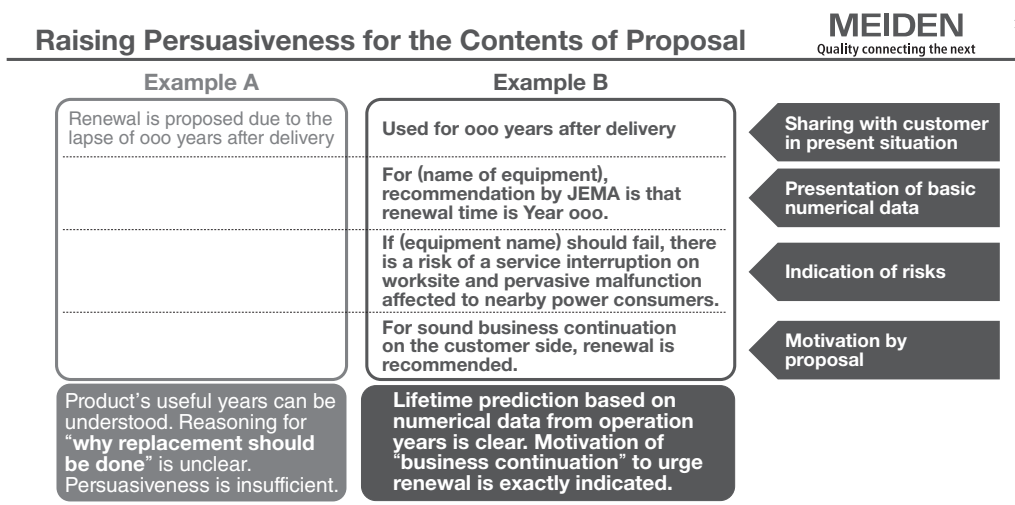 Raising Persuasiveness for the Contents of Proposal
MEIDEN
Quality connecting the next
Example A
Example B
Renewal is proposed due to the
lapse of ooo years after delivery
Used for ooo years after delivery
Sharing with customer
in present situation
For (name of equipment),
recommendation by JEMA is that
renewal time is Year ooo.
Presentation of basic
numerical data
If (equipment name) should fail, there
is a risk of a service interruption on
worksite and pervasive malfunction
affected to nearby power consumers.
Indication of risks
For sound business continuation
on the customer side, renewal is
recommended.
Motivation by
proposal
Product's useful years can be
understood. Reasoning for
“why replacement should
be done” is unclear.
Persuasiveness is insufficient.
Lifetime prediction based on
numerical data from operation
years is clear. Motivation of
“business continuation” to urge
renewal is exactly indicated.